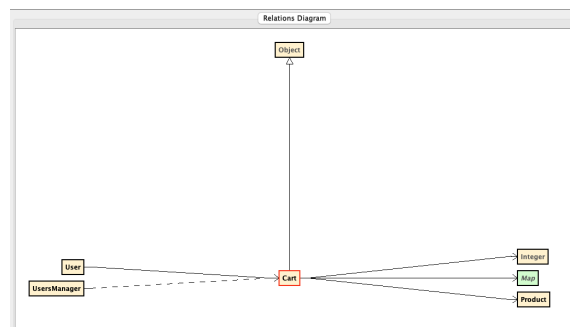 Relations Diagram
Object
User
UsersManager
Cart
Integer
Map
Product